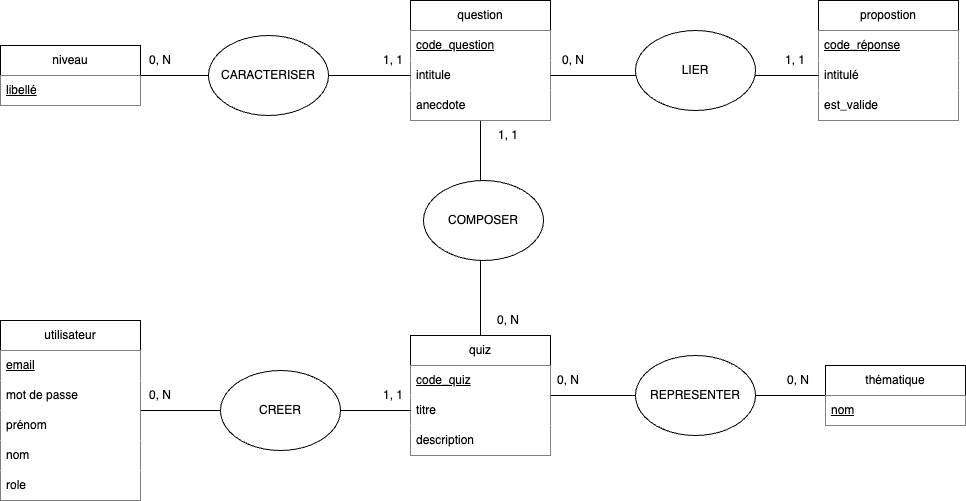 niveau
libellé
0, N
CARACTERISER
1, 1
question
code_question
intitule
anecdote
0, N
LIER
1, 1
propostion
code_réponse
intitulé
est_valide
1, 1
COMPOSER
0, N
utilisateur
email
mot de passe
prénom
nom
role
0, N
CREER
1, 1
quiz
code_quiz
titre
description
0, N
REPRESENTER
0, N
thématique
nom